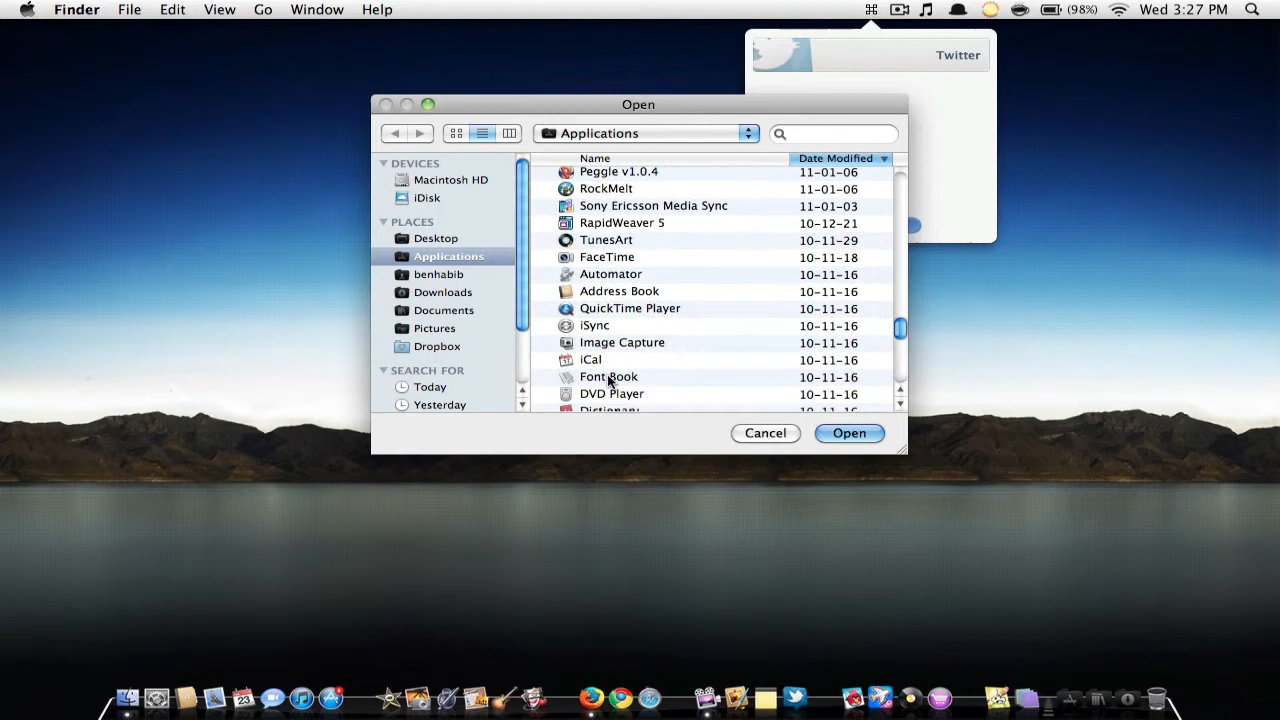 Finder File Edit View Go Window Help (98%) Wed 3:27 PM
Twitter
Open
Applications
Name Date Modified
DEVICES
Macintosh HD
iDisk
PLACES
Desktop
Applications
benhabib
Downloads
Documents
Pictures
Dropbox
SEARCH FOR
Today
Yesterday
Peggle v1.0.4 11-01-06
RockMelt 11-01-06
Sony Ericsson Media Sync 11-01-03
RapidWeaver 5 10-12-21
TunesArt 10-11-29
FaceTime 10-11-18
Automator 10-11-16
Address Book 10-11-16
QuickTime Player 10-11-16
iSync 10-11-16
Image Capture 10-11-16
iCal 10-11-16
Font Book 10-11-16
DVD Player 10-11-16
Dictionary 10-11-16
Cancel Open
23